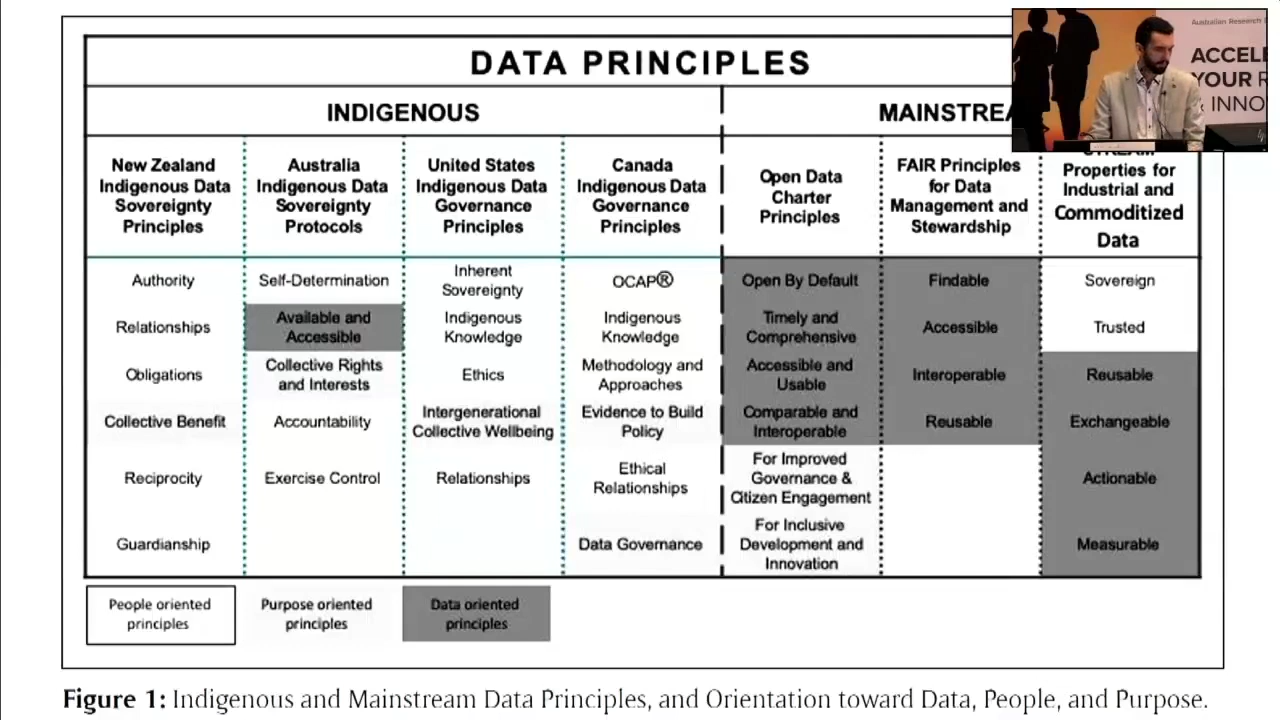 DATA PRINCIPLES
INDIGENOUS
New Zealand
Indigenous Data
Sovereignty
Principles
Australia
Indigenous Data
Sovereignty
Protocols
United States
Indigenous Data
Governance
Principles
Canada
Indigenous Data
Governance
Principles
Open Data
Charter
Principles
FAIR Principles
for Data
Management and
Stewardship
Properties for
Industrial and
Commoditized
Data
Authority
Self-Determination
Inherent
Sovereignty
OCAP®
Open By Default
Findable
Sovereign
Relationships
Available and
Accessible
Indigenous
Knowledge
Indigenous
Knowledge
Timely and
Comprehensive
Accessible
Trusted
Obligations
Collective Rights
and Interests
Ethics
Methodology and
Approaches
Accessible and
Usable
Interoperable
Reusable
Collective Benefit
Accountability
Intergenerational
Collective Wellbeing
Evidence to Build
Policy
Comparable and
Interoperable
Reusable
Exchangeable
Reciprocity
Exercise Control
Relationships
Ethical
Relationships
For Improved
Governance &
Citizen Engagement
Actionable
Guardianship
Data Governance
For Inclusive
Development and
Innovation
Measurable
People oriented
principles
Purpose oriented
principles
Data oriented
principles
Figure 1: Indigenous and Mainstream Data Principles, and Orientation toward Data, People, and Purpose.
Australian Research
YOUR